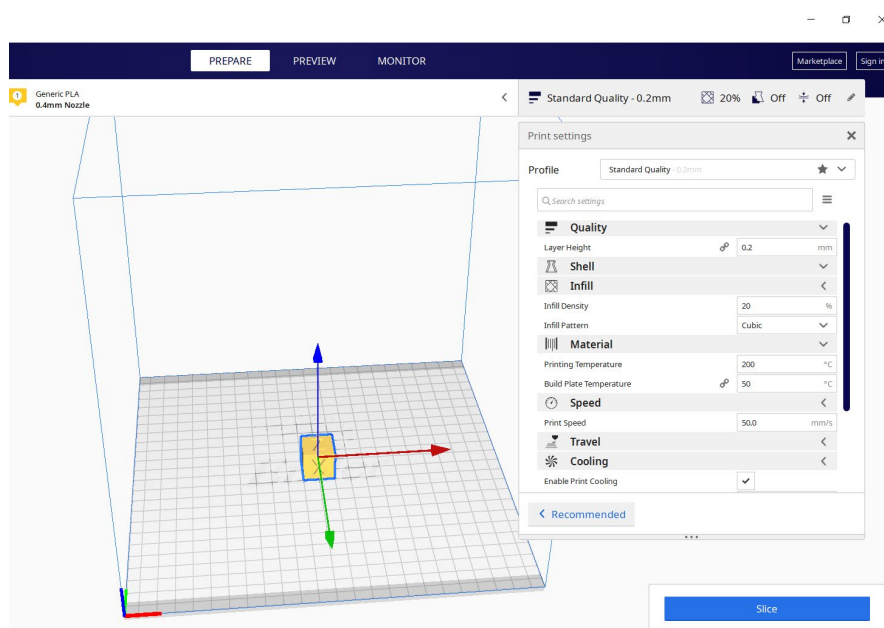 PREPARE PREVIEW MONITOR Marketplace Sign in
1 Generic PLA
0.4mm Nozzle
Standard Quality - 0.2mm 20% Off Off
Print settings
Profile Standard Quality - 0.2mm
Search settings
Quality
Layer Height 0.2 mm
Shell
Infill
Infill Density 20 %
Infill Pattern Cubic
Material
Printing Temperature 200 °C
Build Plate Temperature 50 °C
Speed
Print Speed 50.0 mm/s
Travel
Cooling
Enable Print Cooling
Recommended
X
Slice